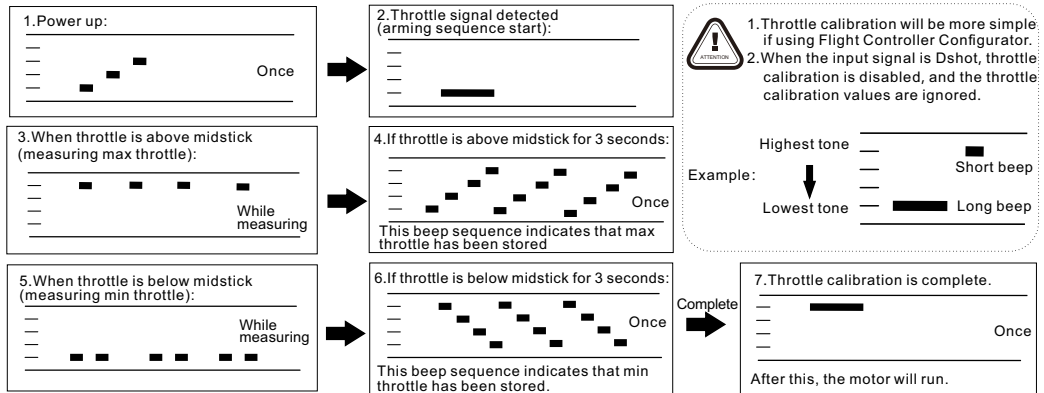 1.Power up:
Once
2.Throttle signal detected
(arming sequence start):
ATTENTION
1.Throttle calibration will be more simple
if using Flight Controller Configurator.
2.When the input signal is Dshot, throttle
calibration is disabled, and the throttle
calibration values are ignored.
3.When throttle is above midstick
(measuring max throttle):
While
measuring
4.If throttle is above midstick for 3 seconds:
Once
This beep sequence indicates that max
throttle has been stored
Example:
Highest tone
Lowest tone
Short beep
Long beep
5.When throttle is below midstick
(measuring min throttle):
While
measuring
6.If throttle is below midstick for 3 seconds:
Once
This beep sequence indicates that min
throttle has been stored.
Complete
7.Throttle calibration is complete.
Once
After this, the motor will run.